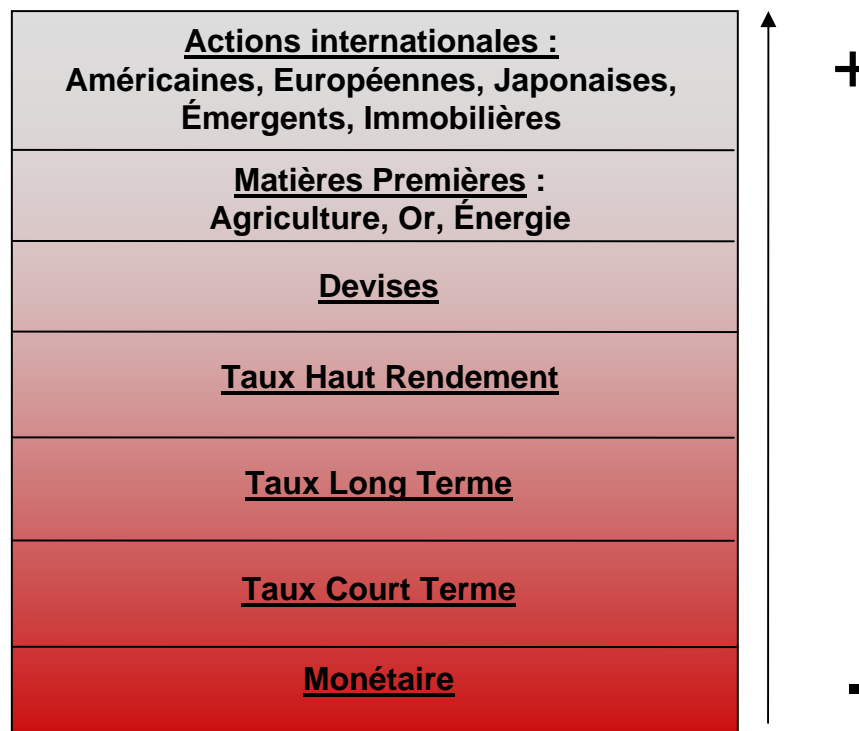 Actions internationales :
Américaines, Européennes, Japonaises,
Émergents, Immobilières
+
Matières Premières :
Agriculture, Or, Énergie
Devises
Taux Haut Rendement
Taux Long Terme
Taux Court Terme
Monétaire
-